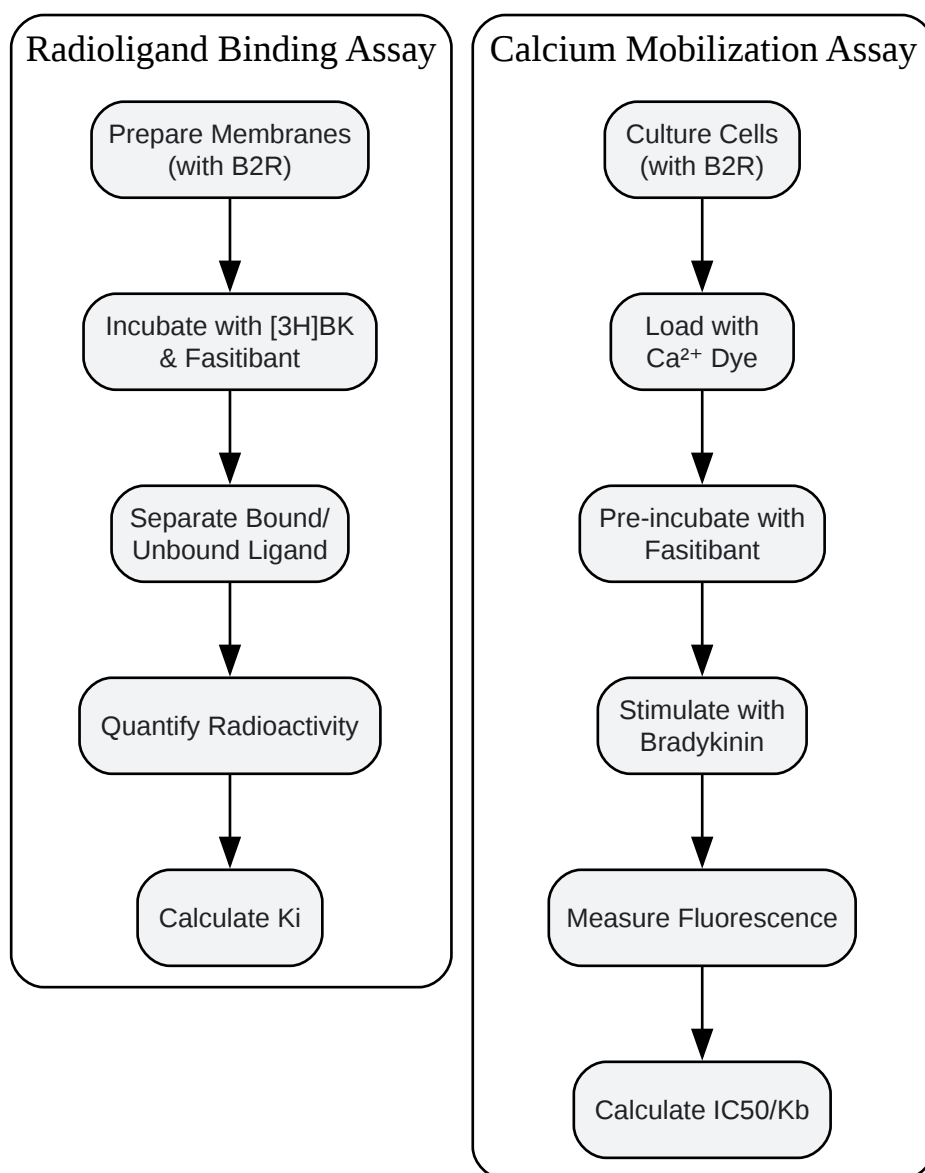 Radioligand Binding Assay
Prepare Membranes
(with B2R)
Incubate with [3H]BK
& Fasitibant
Separate Bound/
Unbound Ligand
Quantify Radioactivity
Calculate Ki
Calcium Mobilization Assay
Culture Cells
(with B2R)
Load with
Ca²⁺ Dye
Pre-incubate with
Fasitibant
Stimulate with
Bradykinin
Measure Fluorescence
Calculate IC50/Kb